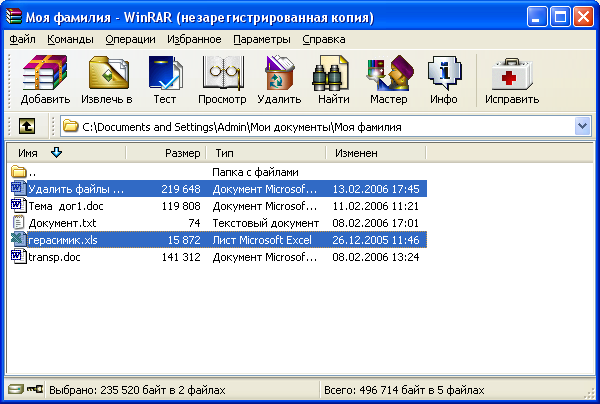 Моя фамилия - WinRAR (незарегистрированная копия)
Файл Команды Операции Избранное Параметры Справка
Добавить Извлечь в Тест Просмотр Удалить Найти Мастер Инфо Исправить
C:\Documents and Settings\Admin\Мои документы\Моя фамилия
Имя Размер Тип Изменен
.. Папка с файлами
Удалить файлы ... 219 648 Документ Microsof... 13.02.2006 17:45
Тема дог1.doc 119 808 Документ Microsof... 11.02.2006 11:21
Документ.txt 74 Текстовый документ 08.02.2006 17:01
герасимик.xls 15 872 Лист Microsoft Excel 26.12.2005 11:46
transp.doc 141 312 Документ Microsof... 08.02.2006 13:24
Выбрано: 235 520 байт в 2 файлах Всего: 496 714 байт в 5 файлах